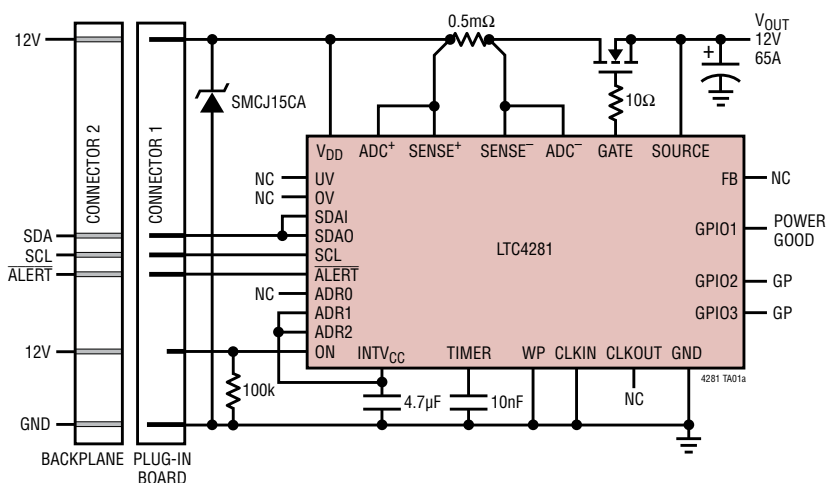 12V
0.5mΩ
VOUT
12V
65A
+
SMCJ15CA
10Ω
CONNECTOR 2
CONNECTOR 1
VDD ADC+ SENSE+ SENSE– ADC– GATE SOURCE
NC UV
NC OV
SDAI
SDA SDAO
SCL SCL
ALERT ALERT
NC ADR0
ADR1
ADR2
12V ON
LTC4281
FB NC
GPIO1 POWER GOOD
GPIO2 GP
GPIO3 GP
INTVCC TIMER WP CLKIN CLKOUT GND
4281 TA01a
100k
4.7µF
10nF
NC
GND
BACKPLANE
PLUG-IN
BOARD